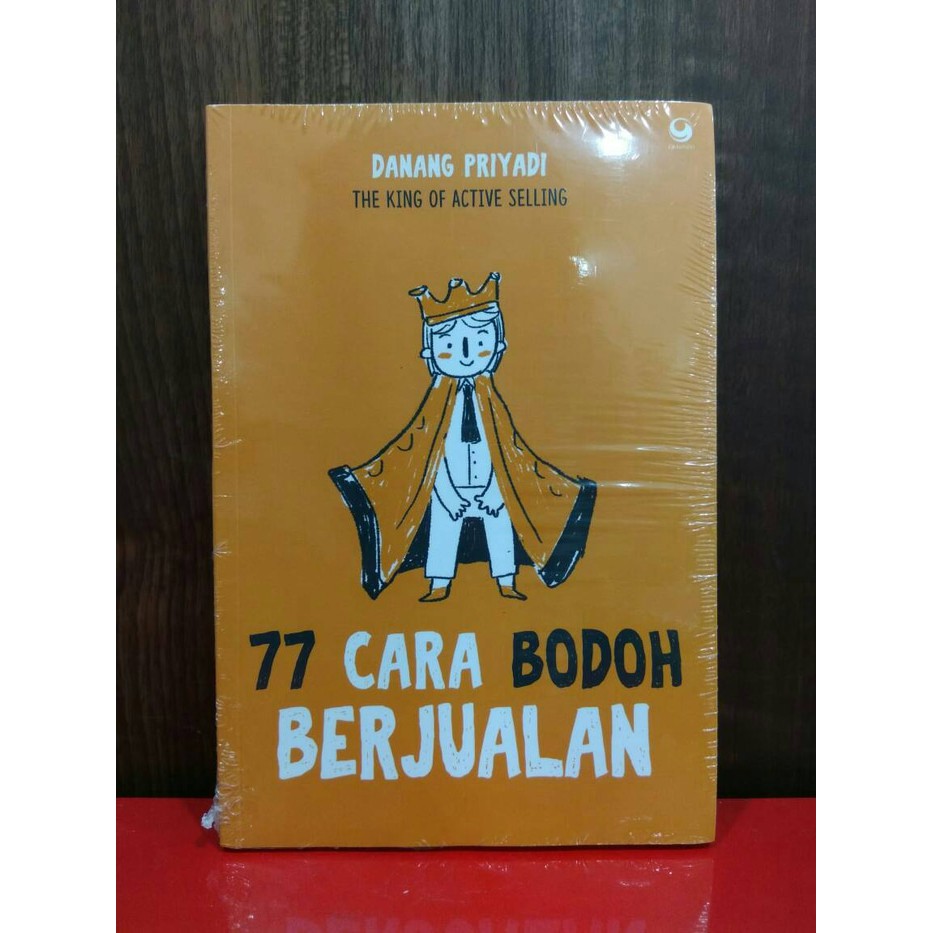 DANANG PRIYADI
THE KING OF ACTIVE SELLING
77 CARA BODOH
BERJUALAN